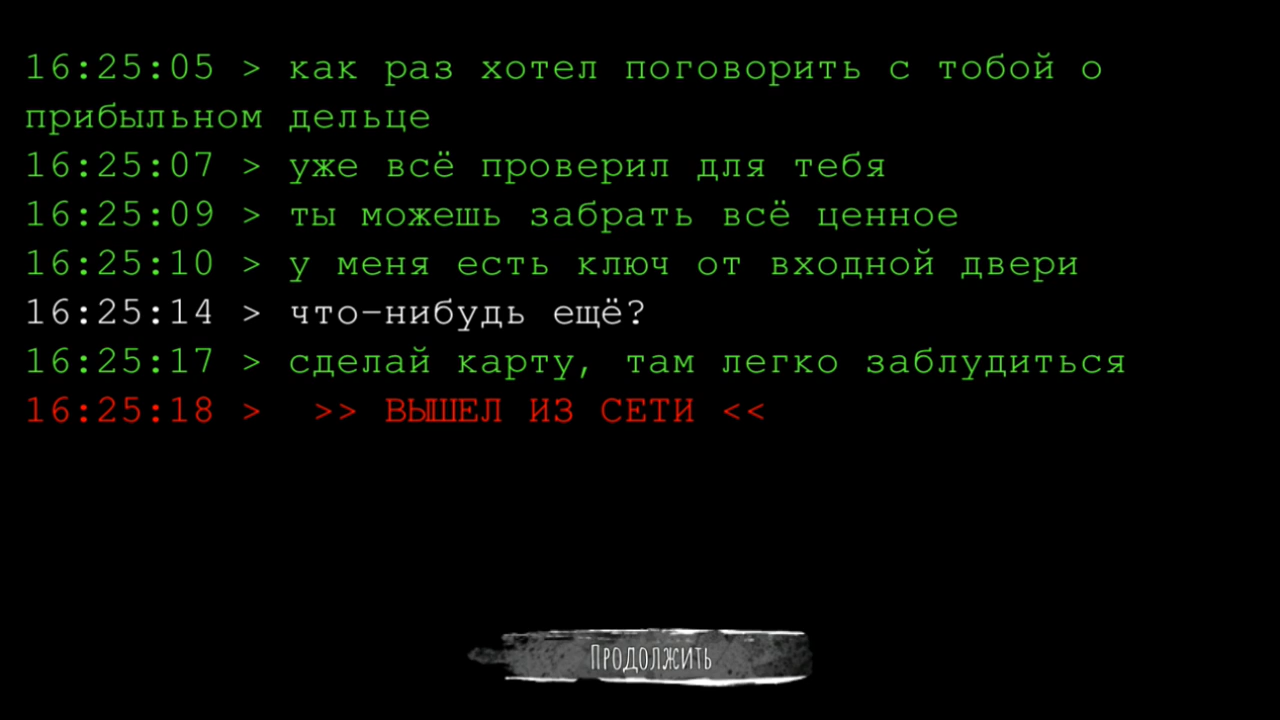 16:25:05 > как раз хотел поговорить с тобой о
прибыльном дельце
16:25:07 > уже всё проверил для тебя
16:25:09 > ты можешь забрать всё ценное
16:25:10 > у меня есть ключ от входной двери
16:25:14 > что-нибудь ещё?
16:25:17 > сделай карту, там легко заблудиться
16:25:18 >  >> ВЫШЕЛ ИЗ СЕТИ <<
Продолжить